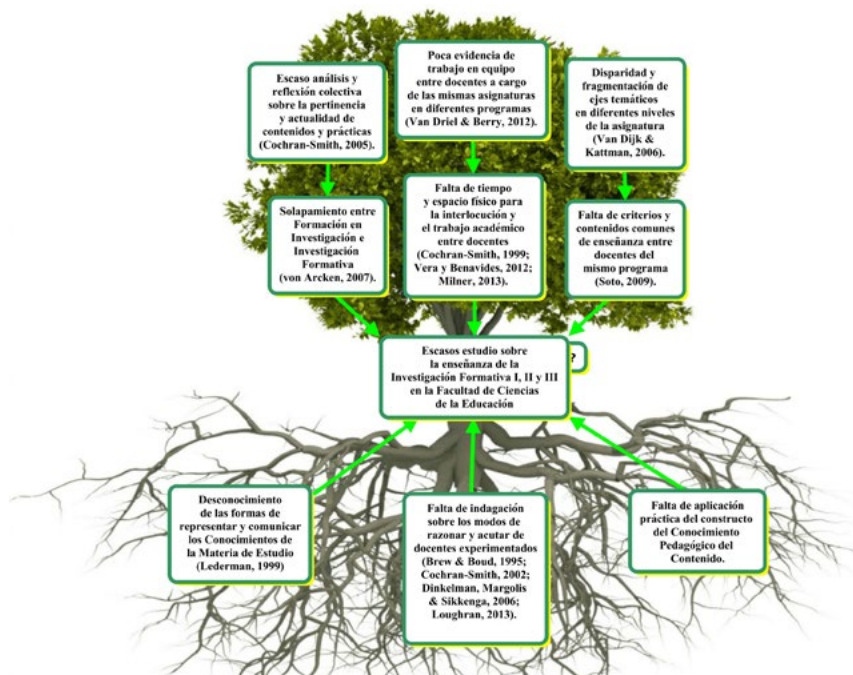 Escaso análisis y
reflexión colectiva
sobre la pertinencia
y actualidad de
contenidos y prácticas
(Cochran-Smith, 2005).
Poca evidencia de
trabajo en equipo
entre docentes a cargo
de las mismas asignaturas
en diferentes programas
(Van Driel & Berry, 2012).
Disparidad y
fragmentación de
ejes temáticos
en diferentes niveles
de la asignatura
(Van Dijk &
Kattman, 2006).
Solapamiento entre
Formación en
Investigación e
Investigación
Formativa
(von Arcken, 2007).
Falta de tiempo
y espacio físico para
la interlocución y
el trabajo académico
entre docentes
(Cochran-Smith, 1999;
Vera y Benavides, 2012;
Milner, 2013).
Falta de criterios y
contenidos comunes
de enseñanza entre
docentes del
mismo programa
(Soto, 2009).
Escasos estudio sobre
la enseñanza de la
Investigación Formativa I, II y III
en la Facultad de Ciencias
de la Educación
?
Desconocimiento
de las formas de
representar y comunicar
los Conocimientos de
la Materia de Estudio
(Lederman, 1999)
Falta de indagación
sobre los modos de
razonar y acutar de
docentes experimentados
(Brew & Boud, 1995;
Cochran-Smith, 2002;
Dinkelman, Margolis
& Sikkenga, 2006;
Loughran, 2013).
Falta de aplicación
práctica del constructo
del Conocimiento
Pedagógico del
Contenido.